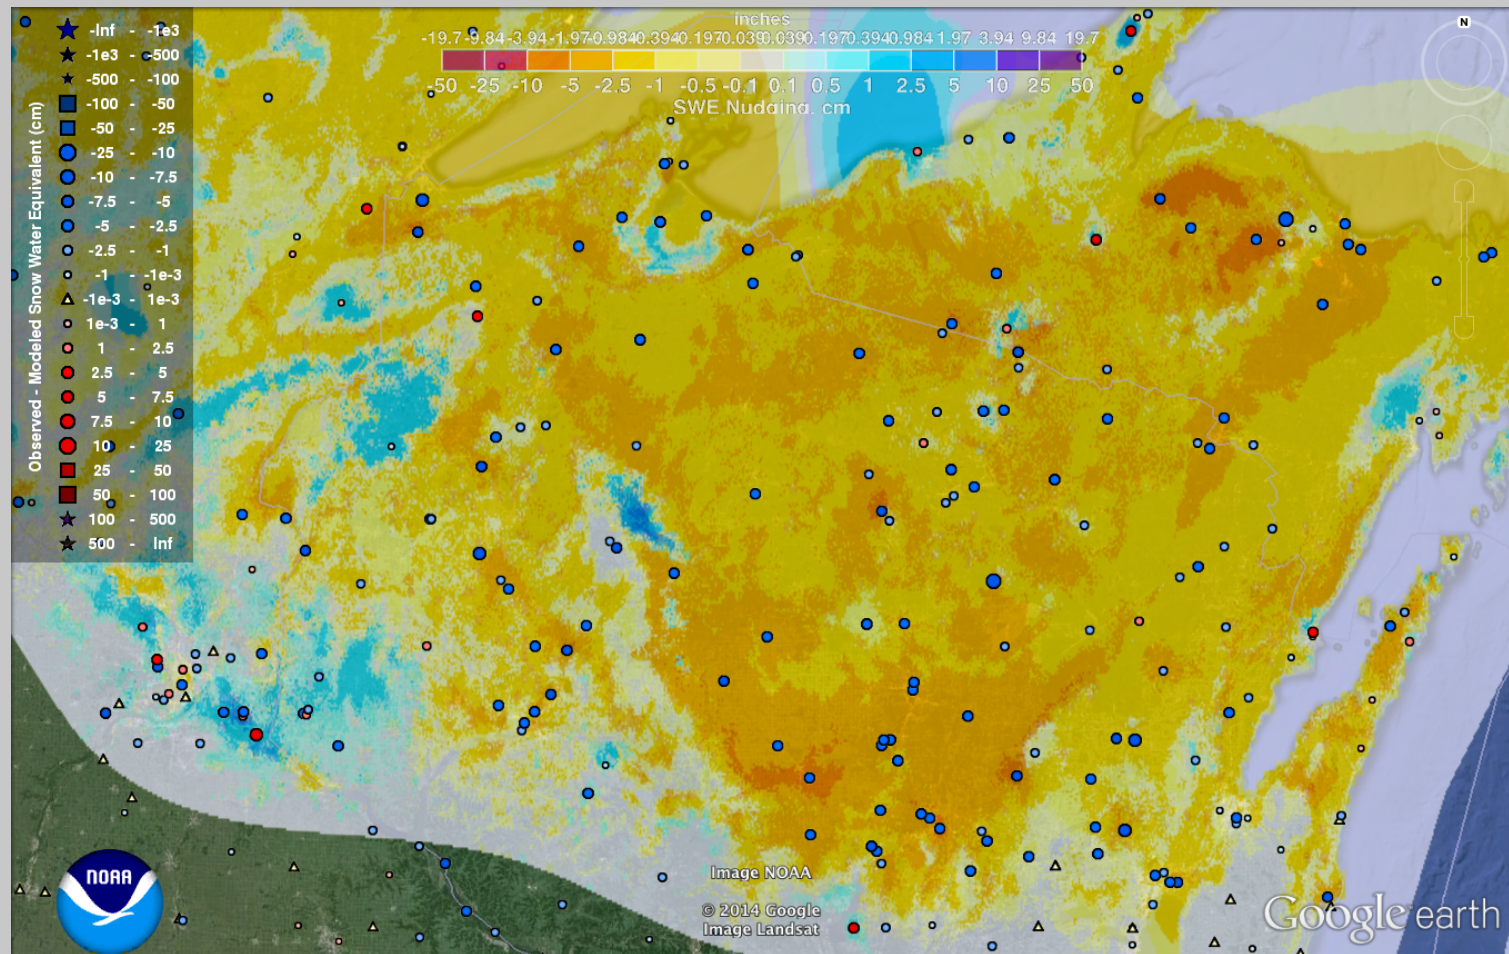 inches
-19.7 -9.84 -3.94 -1.97 -0.984 -0.394 -0.197 -0.039 0.039 0.197 0.394 0.984 1.97 3.94 9.84 19.7
-50 -25 -10 -5 -2.5 -1 -0.5 -0.1 0.1 0.5 1 2.5 5 10 25 50
SWE Nudging, cm
N
Observed - Modeled Snow Water Equivalent (cm)
-Inf - -1e3
-1e3 - -500
-500 - -100
-100 - -50
-50 - -25
-25 - -10
-10 - -7.5
-7.5 - -5
-5 - -2.5
-2.5 - -1
-1 - -1e-3
-1e-3 - 1e-3
1e-3 - 1
1 - 2.5
2.5 - 5
5 - 7.5
7.5 - 10
10 - 25
25 - 50
50 - 100
100 - 500
500 - Inf
NOAA
Image NOAA
© 2014 Google
Image Landsat
Google earth